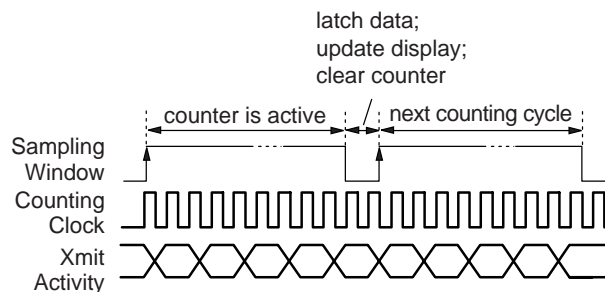 latch data;
update display;
clear counter
counter is active
next counting cycle
Sampling
Window
Counting
Clock
Xmit
Activity